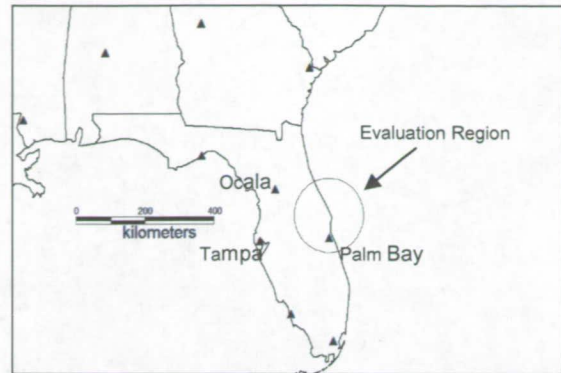 Evaluation Region
Ocala
0 200 400
kilometers
Tampa
Palm Bay